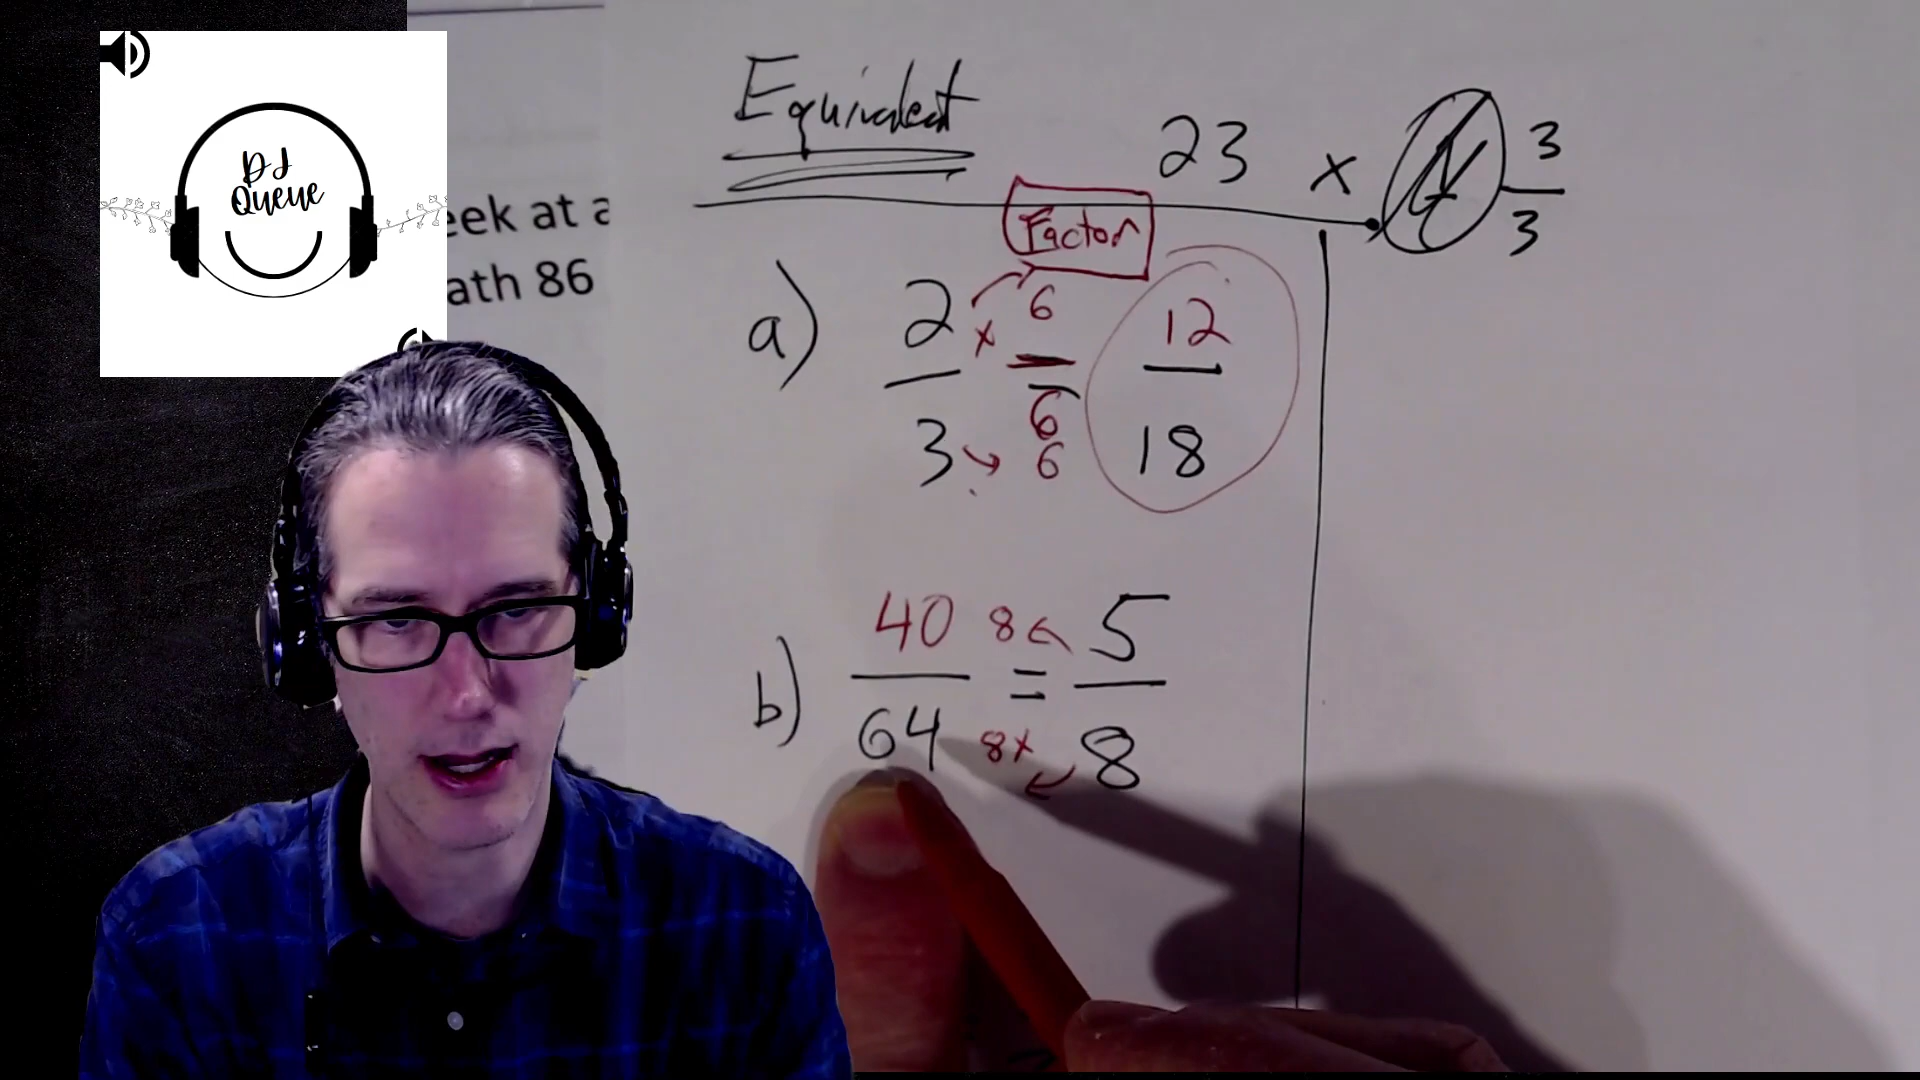 DJ
Queue
eek at a
ath 86
Equivalent
23 x 3/3
Factor
a) 2/3 x 6/6 12/18
6
b) 40/64 = 5/8
8
8x